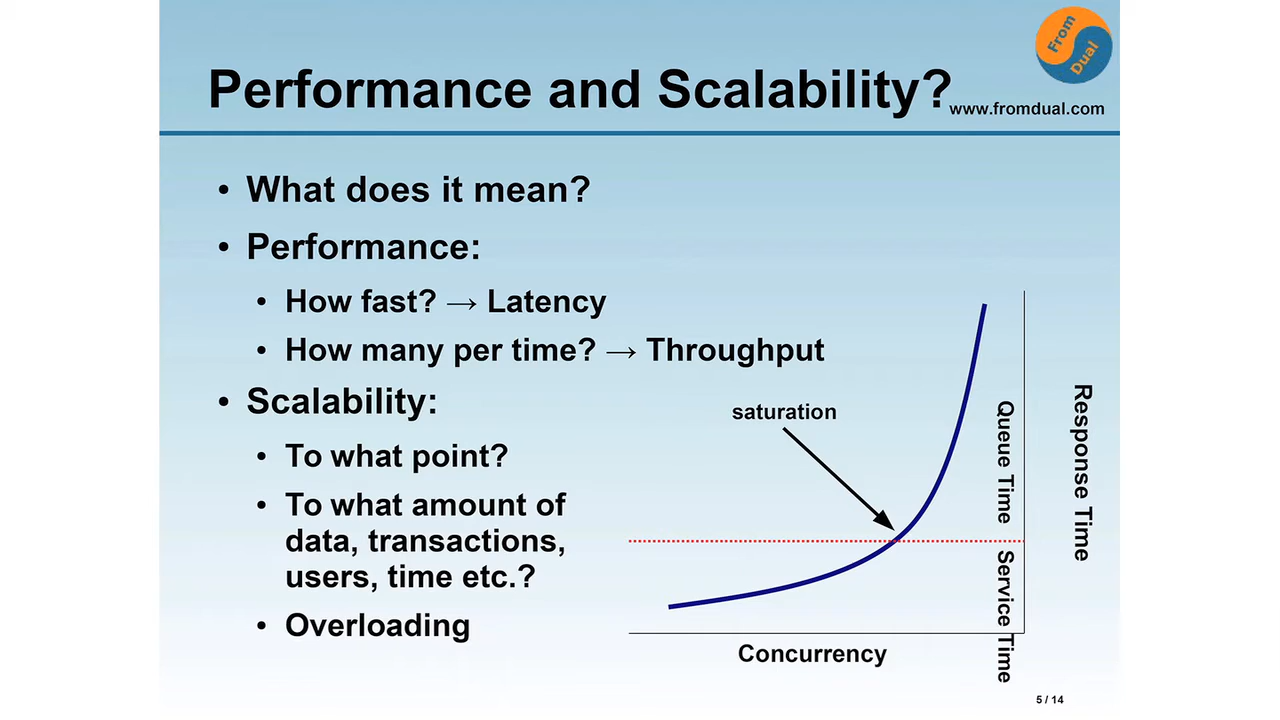 From
Dual
Performance and Scalability?
www.fromdual.com
• What does it mean?
• Performance:
• How fast? → Latency
• How many per time? → Throughput
• Scalability:
• To what point?
• To what amount of
data, transactions,
users, time etc.?
• Overloading
saturation
Queue Time
Service Time
Response Time
Concurrency
5 / 14